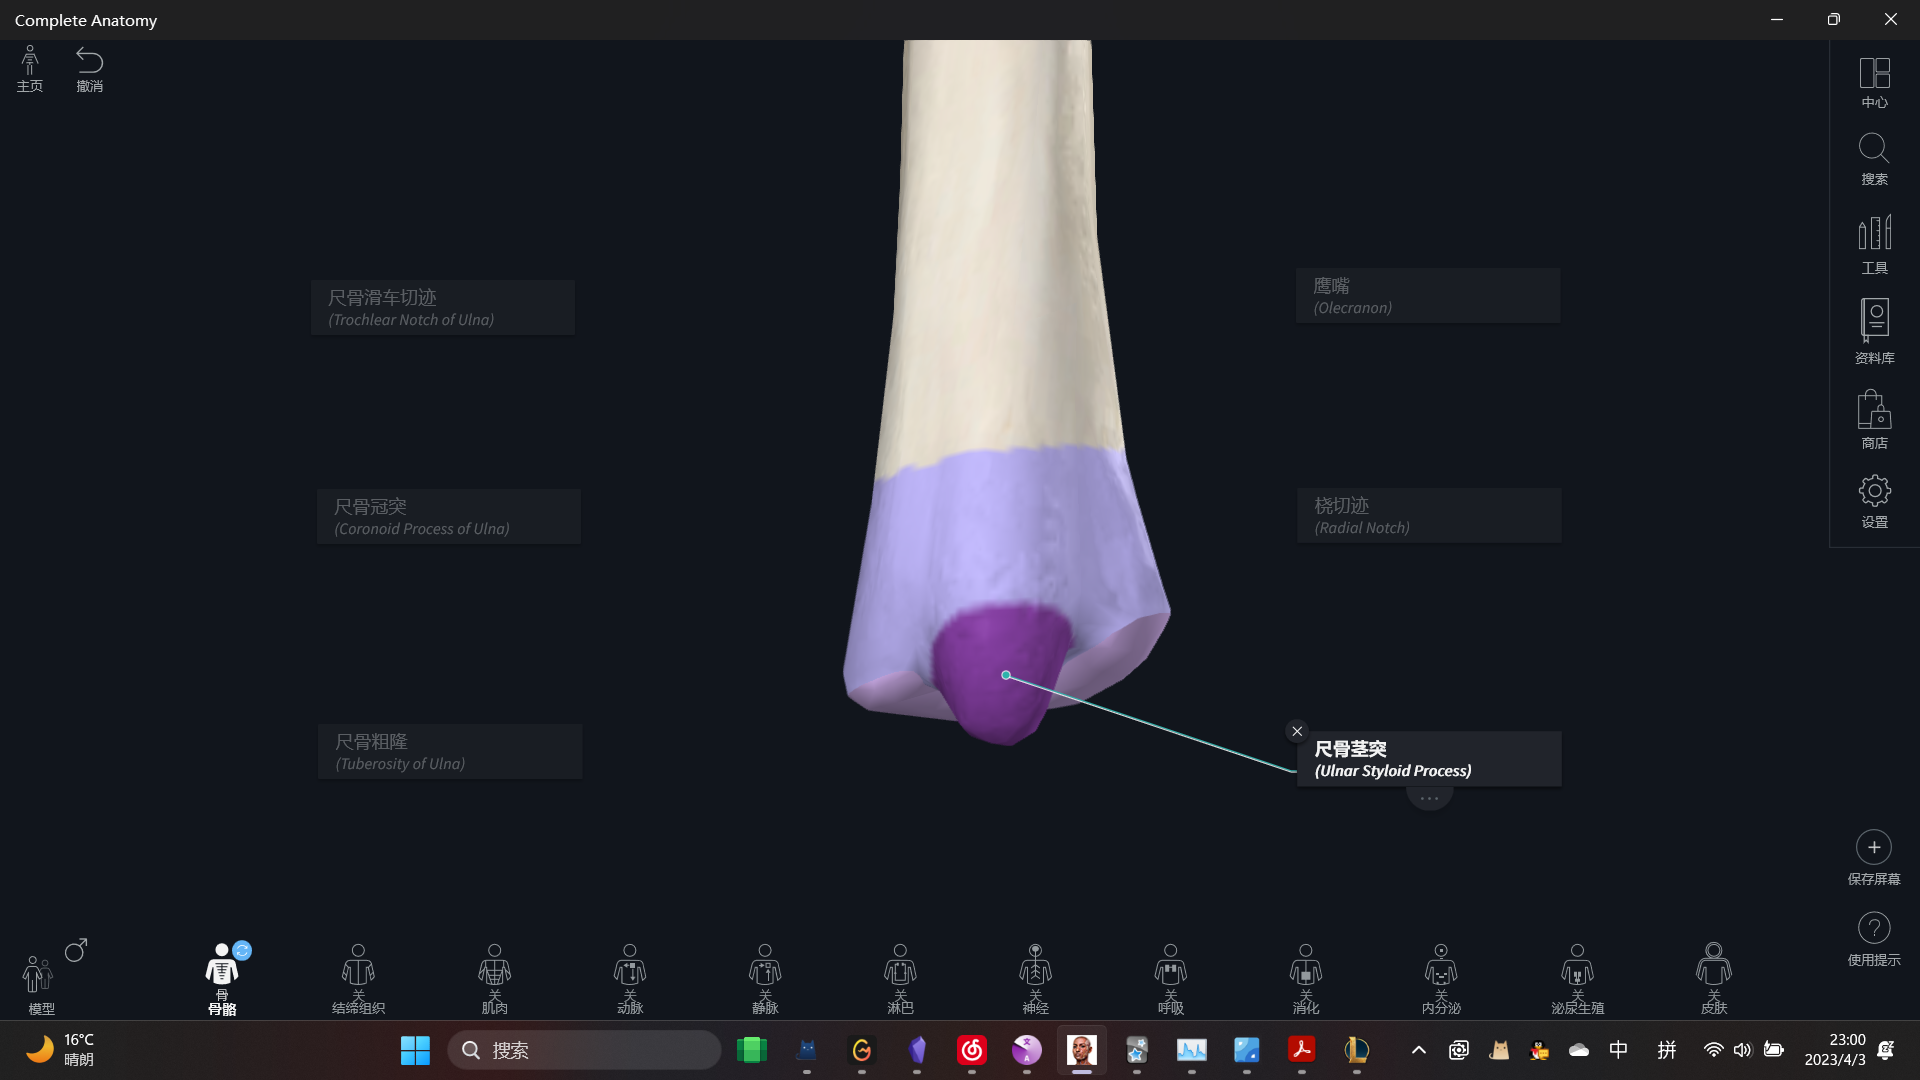 Complete Anatomy
主页
撤消
中心
搜索
工具
资料库
商店
设置
尺骨滑车切迹
(Trochlear Notch of Ulna)
鹰嘴
(Olecranon)
尺骨冠突
(Coronoid Process of Ulna)
桡切迹
(Radial Notch)
尺骨粗隆
(Tuberosity of Ulna)
尺骨茎突
(Ulnar Styloid Process)
保存屏幕
使用提示
模型
骨
骨骼
关
结缔组织
关
肌肉
关
动脉
关
静脉
关
淋巴
关
神经
关
呼吸
关
消化
关
内分泌
关
泌尿生殖
关
皮肤
16°C
晴朗
搜索
中
拼
23:00
2023/4/3